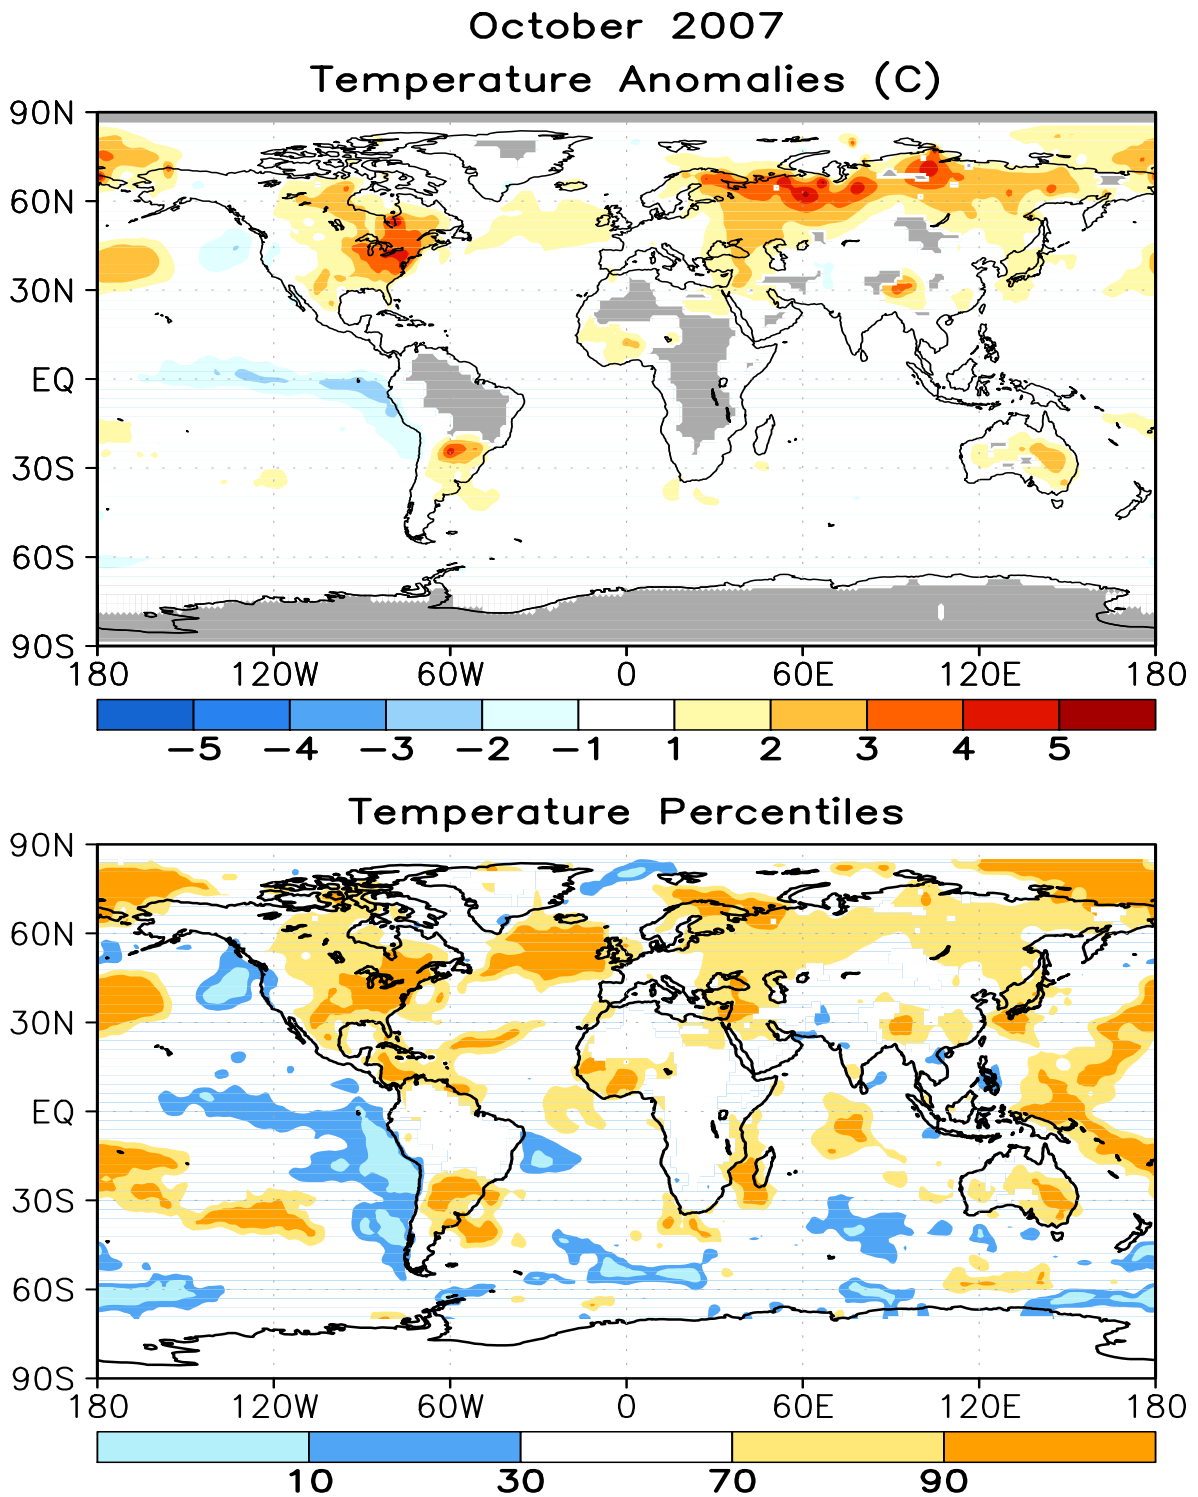 October 2007
Temperature Anomalies (C)
90N
60N
30N
EQ
30S
60S
90S
180 120W 60W 0 60E 120E 180
−5 −4 −3 −2 −1 1 2 3 4 5
Temperature Percentiles
90N
60N
30N
EQ
30S
60S
90S
180 120W 60W 0 60E 120E 180
10 30 70 90